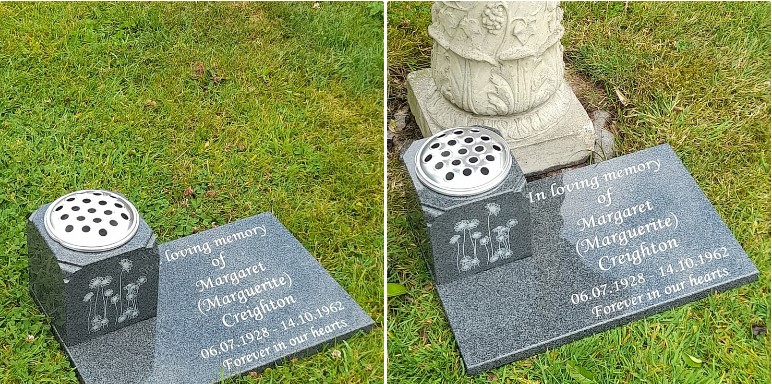 loving memory
of
Margaret
(Marguerite)
Creighton
06.07.1928 - 14.10.1962
Forever in our hearts
In loving memory
of
Margaret
(Marguerite)
Creighton
06.07.1928 - 14.10.1962
Forever in our hearts